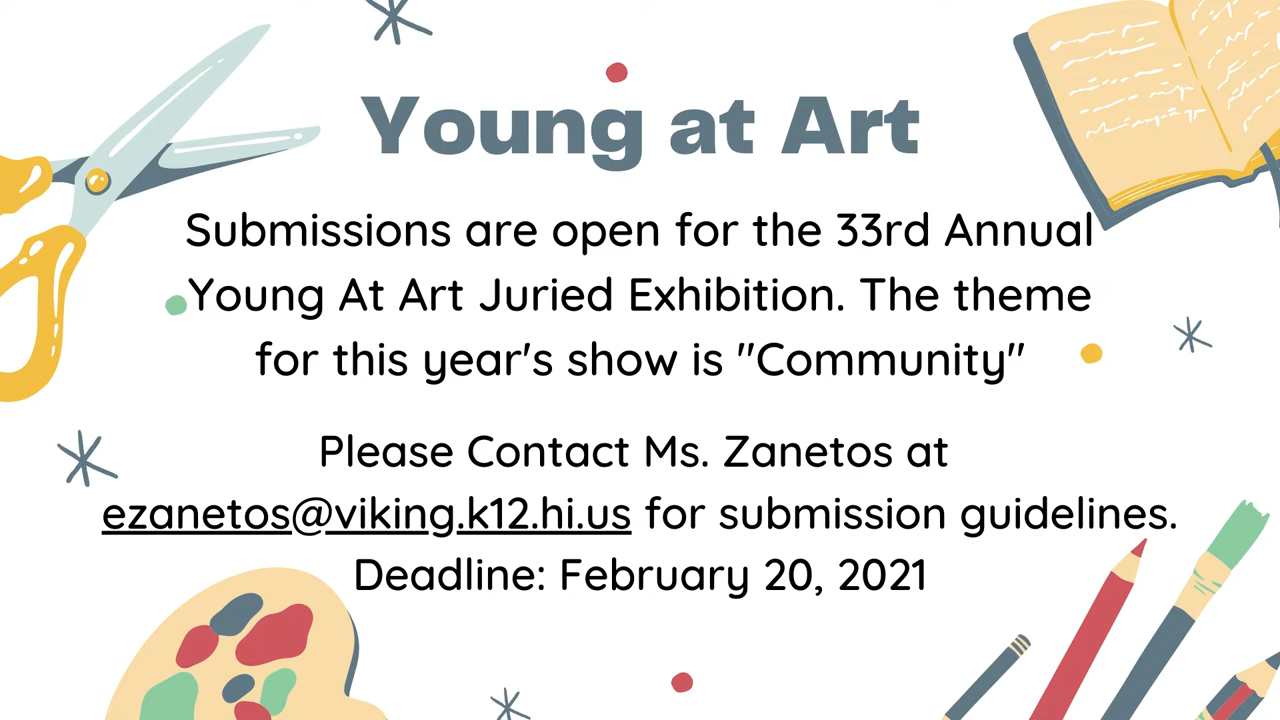 Young at Art
Submissions are open for the 33rd Annual
Young At Art Juried Exhibition. The theme
for this year's show is "Community"
Please Contact Ms. Zanetos at
ezanetos@viking.k12.hi.us for submission guidelines.
Deadline: February 20, 2021